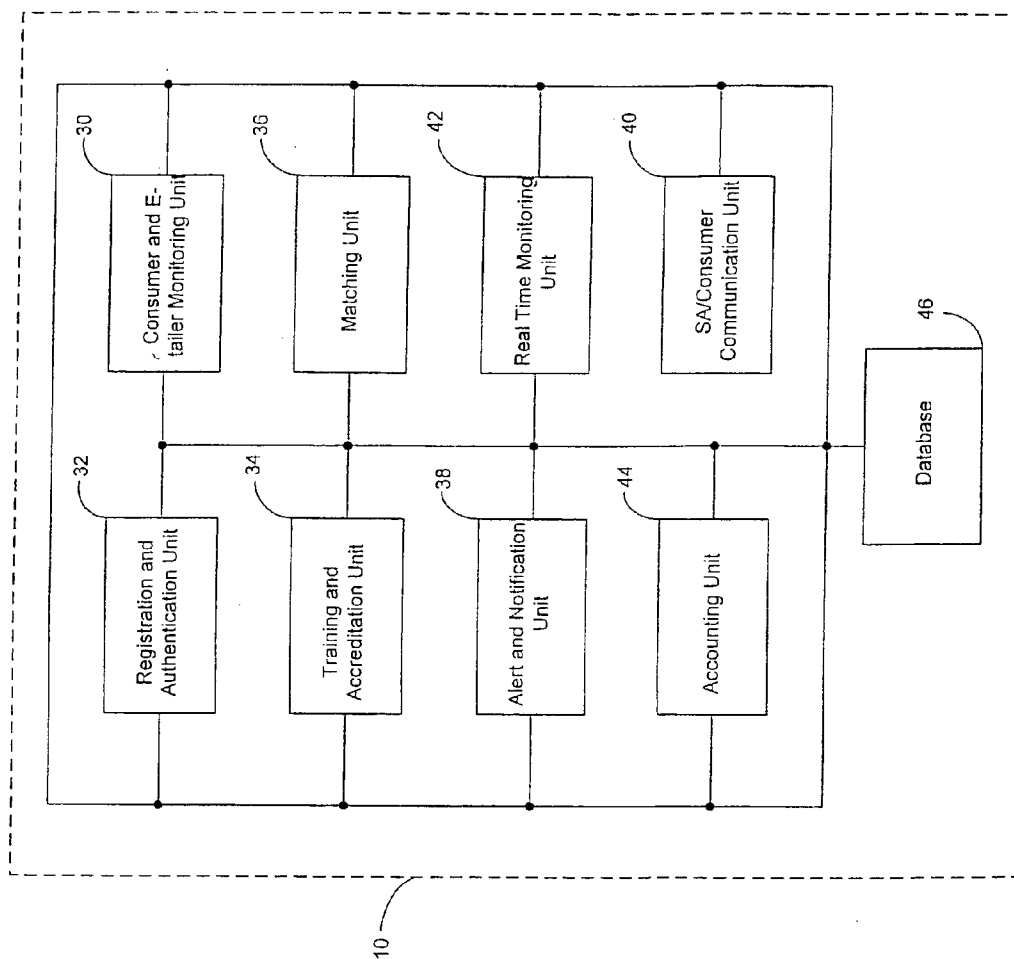 32
Registration and
Authentication Unit
34
Training and
Accreditation Unit
38
Alert and Notification
Unit
44
Accounting Unit
30
Consumer and E-
tailer Monitoring Unit
36
Matching Unit
42
Real Time Monitoring
Unit
40
SA/Consumer
Communication Unit
46
Database
10